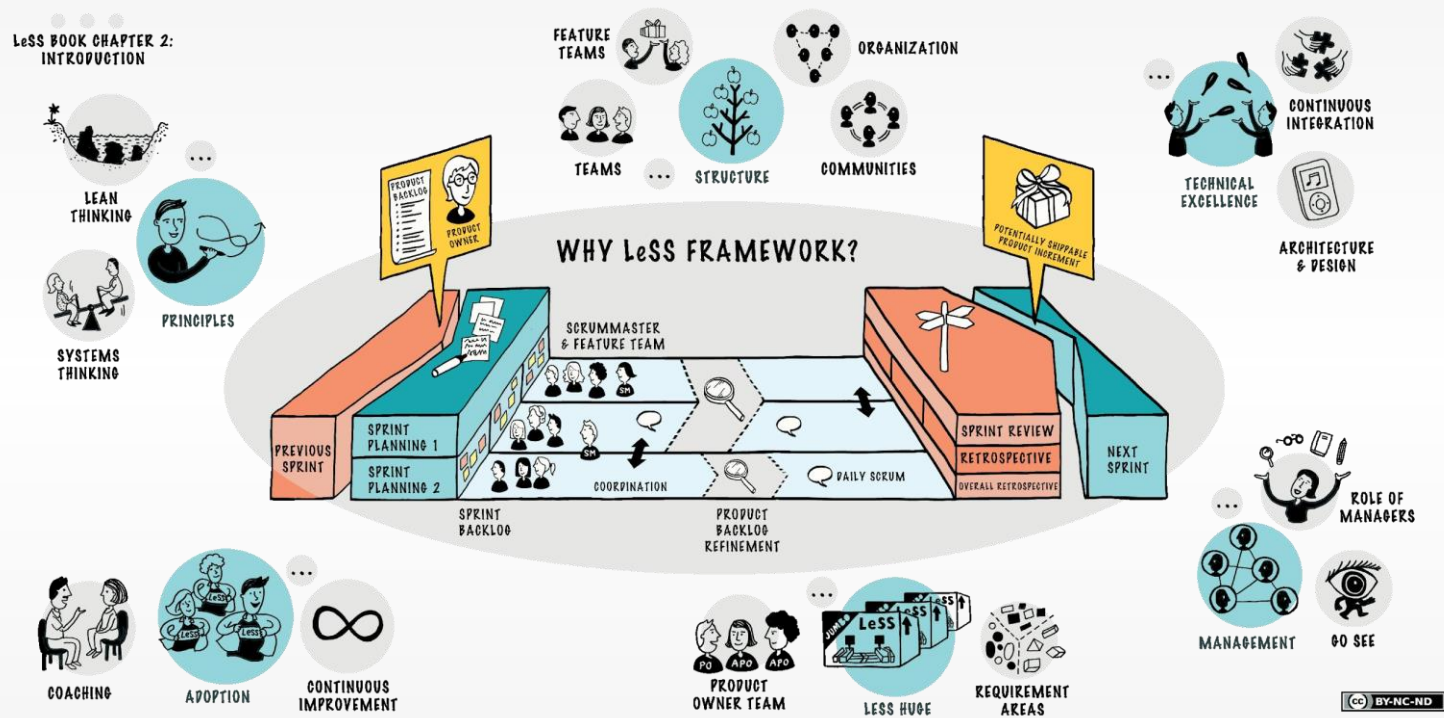 LeSS BOOK CHAPTER 2:
INTRODUCTION
LEAN
THINKING
PRINCIPLES
SYSTEMS
THINKING
FEATURE
TEAMS
ORGANIZATION
TEAMS
STRUCTURE
COMMUNITIES
CONTINUOUS
INTEGRATION
TECHNICAL
EXCELLENCE
ARCHITECTURE
& DESIGN
WHY LeSS FRAMEWORK?
PRODUCT
BACKLOG
PRODUCT
OWNER
POTENTIALLY SHIPPABLE
PRODUCT INCREMENT
SCRUMMASTER
& FEATURE TEAM
SM
SM
PREVIOUS
SPRINT
SPRINT
PLANNING 1
SPRINT
PLANNING 2
COORDINATION
DAILY SCRUM
SPRINT REVIEW
RETROSPECTIVE
OVERALL RETROSPECTIVE
NEXT
SPRINT
SPRINT
BACKLOG
PRODUCT
BACKLOG
REFINEMENT
ROLE OF
MANAGERS
MANAGEMENT
GO SEE
COACHING
LeSS
LeSS
LeSS
ADOPTION
CONTINUOUS
IMPROVEMENT
PO
APO
APO
PRODUCT
OWNER TEAM
JUMBO
LeSS
LeSS
LESS HUGE
REQUIREMENT
AREAS
cc BY-NC-ND